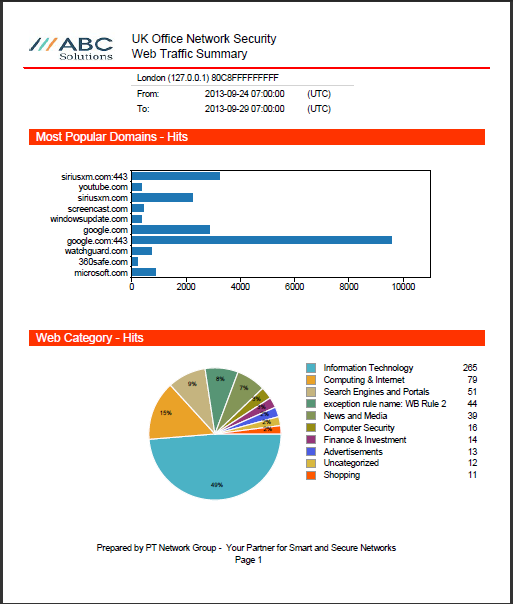 ABC
Solutions
UK Office Network Security
Web Traffic Summary
London (127.0.0.1) 80C8FFFFFFFFF
From: 2013-09-24 07:00:00 (UTC)
To: 2013-09-29 07:00:00 (UTC)
Most Popular Domains - Hits
siriusxm.com:443
youtube.com
siriusxm.com
screencast.com
windowsupdate.com
google.com
google.com:443
watchguard.com
360safe.com
microsoft.com
0 2000 4000 6000 8000 10000
Web Category - Hits
49%
15%
9%
8%
7%
3%
2%
2%
2%
Information Technology 265
Computing & Internet 79
Search Engines and Portals 51
exception rule name: WB Rule 2 44
News and Media 39
Computer Security 16
Finance & Investment 14
Advertisements 13
Uncategorized 12
Shopping 11
Prepared by PT Network Group - Your Partner for Smart and Secure Networks
Page 1